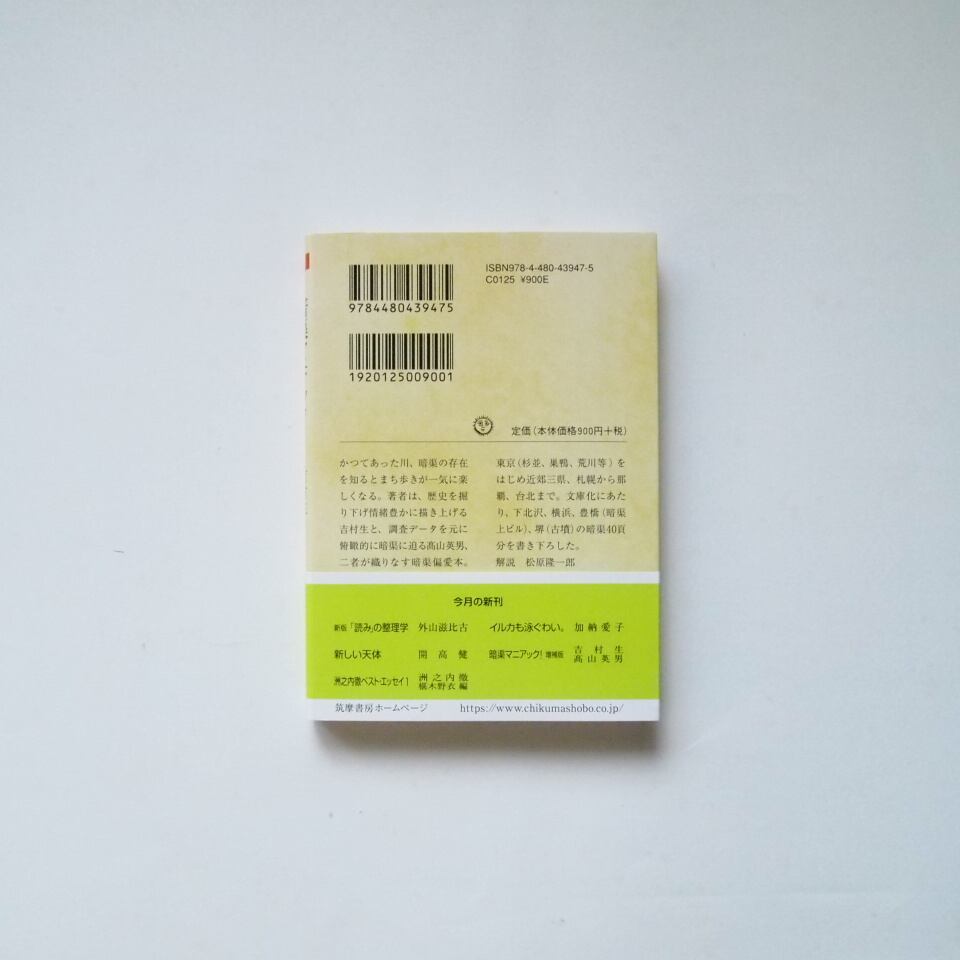 ISBN978-4-480-43947-5
C0125 ¥900E
9784480439475
1920125009001
定価(本体価格900円+税)
かつてあった川、暗渠の存在
を知るとまち歩きが一気に楽
しくなる。著者は、歴史を掘
り下げ情緒豊かに描き上げる
吉村生と、調査データを元に
俯瞰的に暗渠に迫る髙山英男、
二者が織りなす暗渠偏愛本。
東京(杉並、巣鴨、荒川等)を
はじめ近郊三県、札幌から那
覇、台北まで。文庫化にあた
り、下北沢、横浜、豊橋(暗渠
上ビル)、堺(古墳)の暗渠40頁
分を書き下ろした。
解説 松原隆一郎
今月の新刊
新版「読み」の整理学 外山滋比古
新しい天体 開高健
洲之内徹ベスト・エッセイ1 洲之内徹
椹木野衣 編
イルカも泳ぐわい。 加納愛子
暗渠マニアック! 増補版 吉村生
髙山英男
筑摩書房ホームページ https://www.chikumashobo.co.jp/